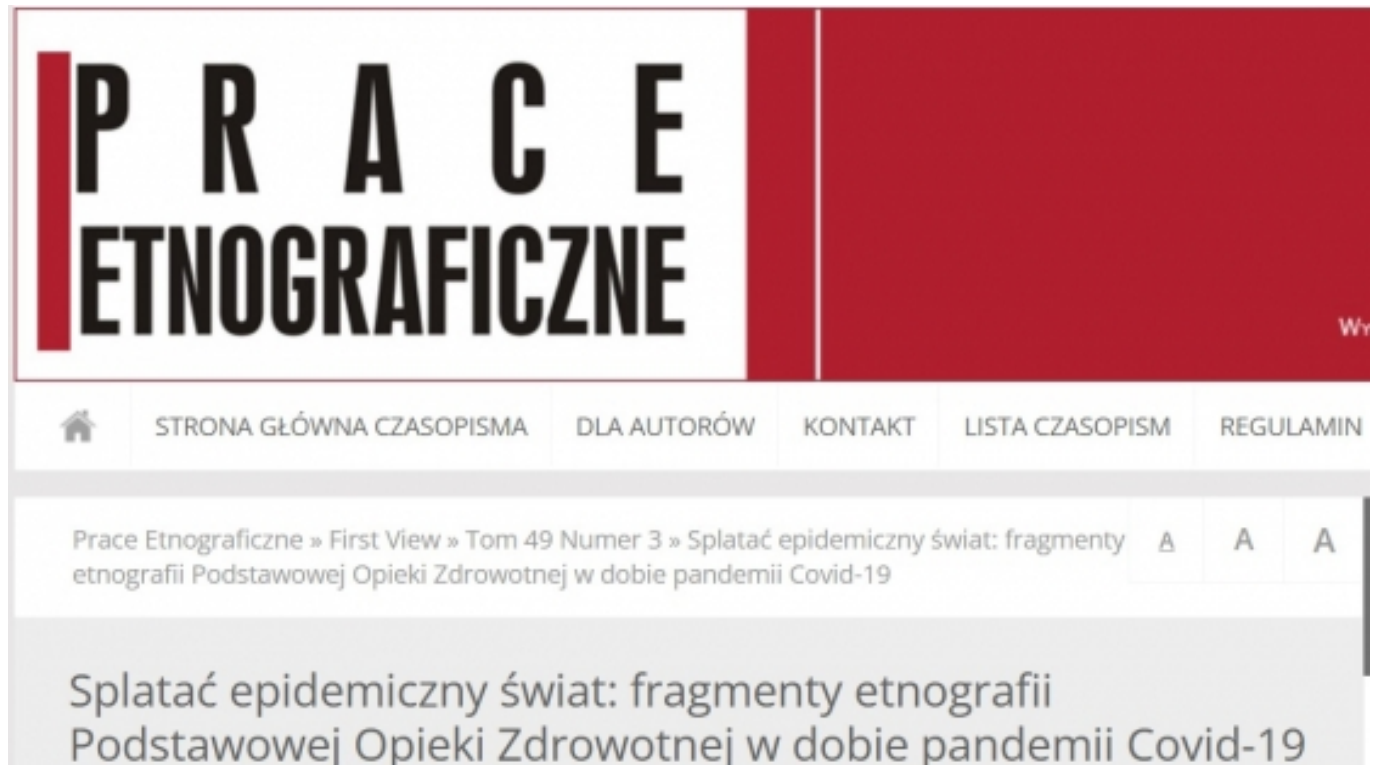 PRACE
ETNOGRAFICZNE
STRONA GŁÓWNA CZASOPISMA DLA AUTORÓW KONTAKT LISTA CZASOPISM REGULAMIN
Prace Etnograficzne » First View » Tom 49 Numer 3 » Splatać epidemiczny świat: fragmenty A A A
etnografii Podstawowej Opieki Zdrowotnej w dobie pandemii Covid-19
Splatać epidemiczny świat: fragmenty etnografii
Podstawowej Opieki Zdrowotnej w dobie pandemii Covid-19